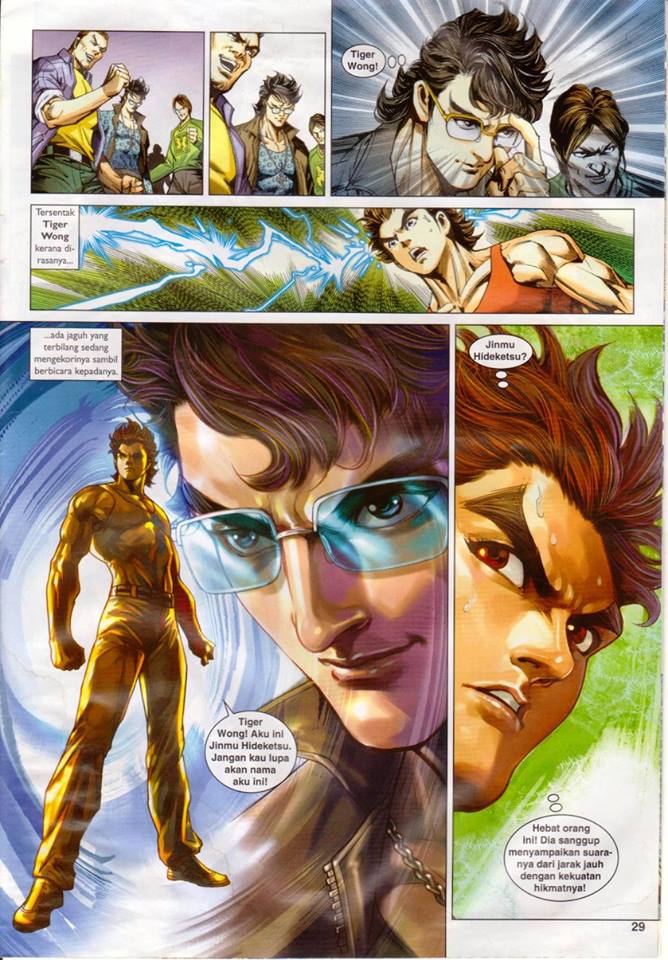 Tiger
Wong!
Tersentak
Tiger
Wong
kerana di-
rasanya...
...ada jaguh yang
terbilang sedang
mengekorinya sambil
berbicara kepadanya.
Jinmu
Hideketsu?
Tiger
Wong! Aku ini
Jinmu Hideketsu.
Jangan kau lupa
akan nama
aku ini!
Hebat orang
ini! Dia sanggup
menyampaikan suara-
nya dari jarak jauh
dengan kekuatan
hikmatnya!
29